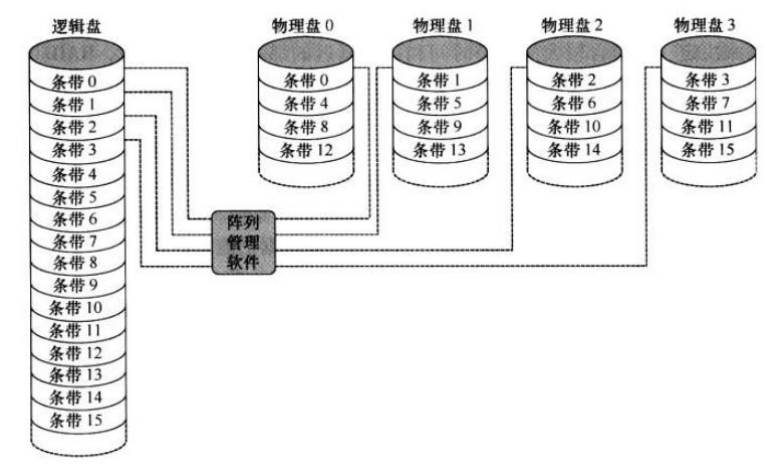 逻辑盘
物理盘 0
物理盘 1
物理盘 2
物理盘 3
条带 0
条带 1
条带 2
条带 3
条带 4
条带 5
条带 6
条带 7
条带 8
条带 9
条带 10
条带 11
条带 12
条带 13
条带 14
条带 15
阵列
管理
软件
条带 0
条带 4
条带 8
条带 12
条带 1
条带 5
条带 9
条带 13
条带 2
条带 6
条带 10
条带 14
条带 3
条带 7
条带 11
条带 15